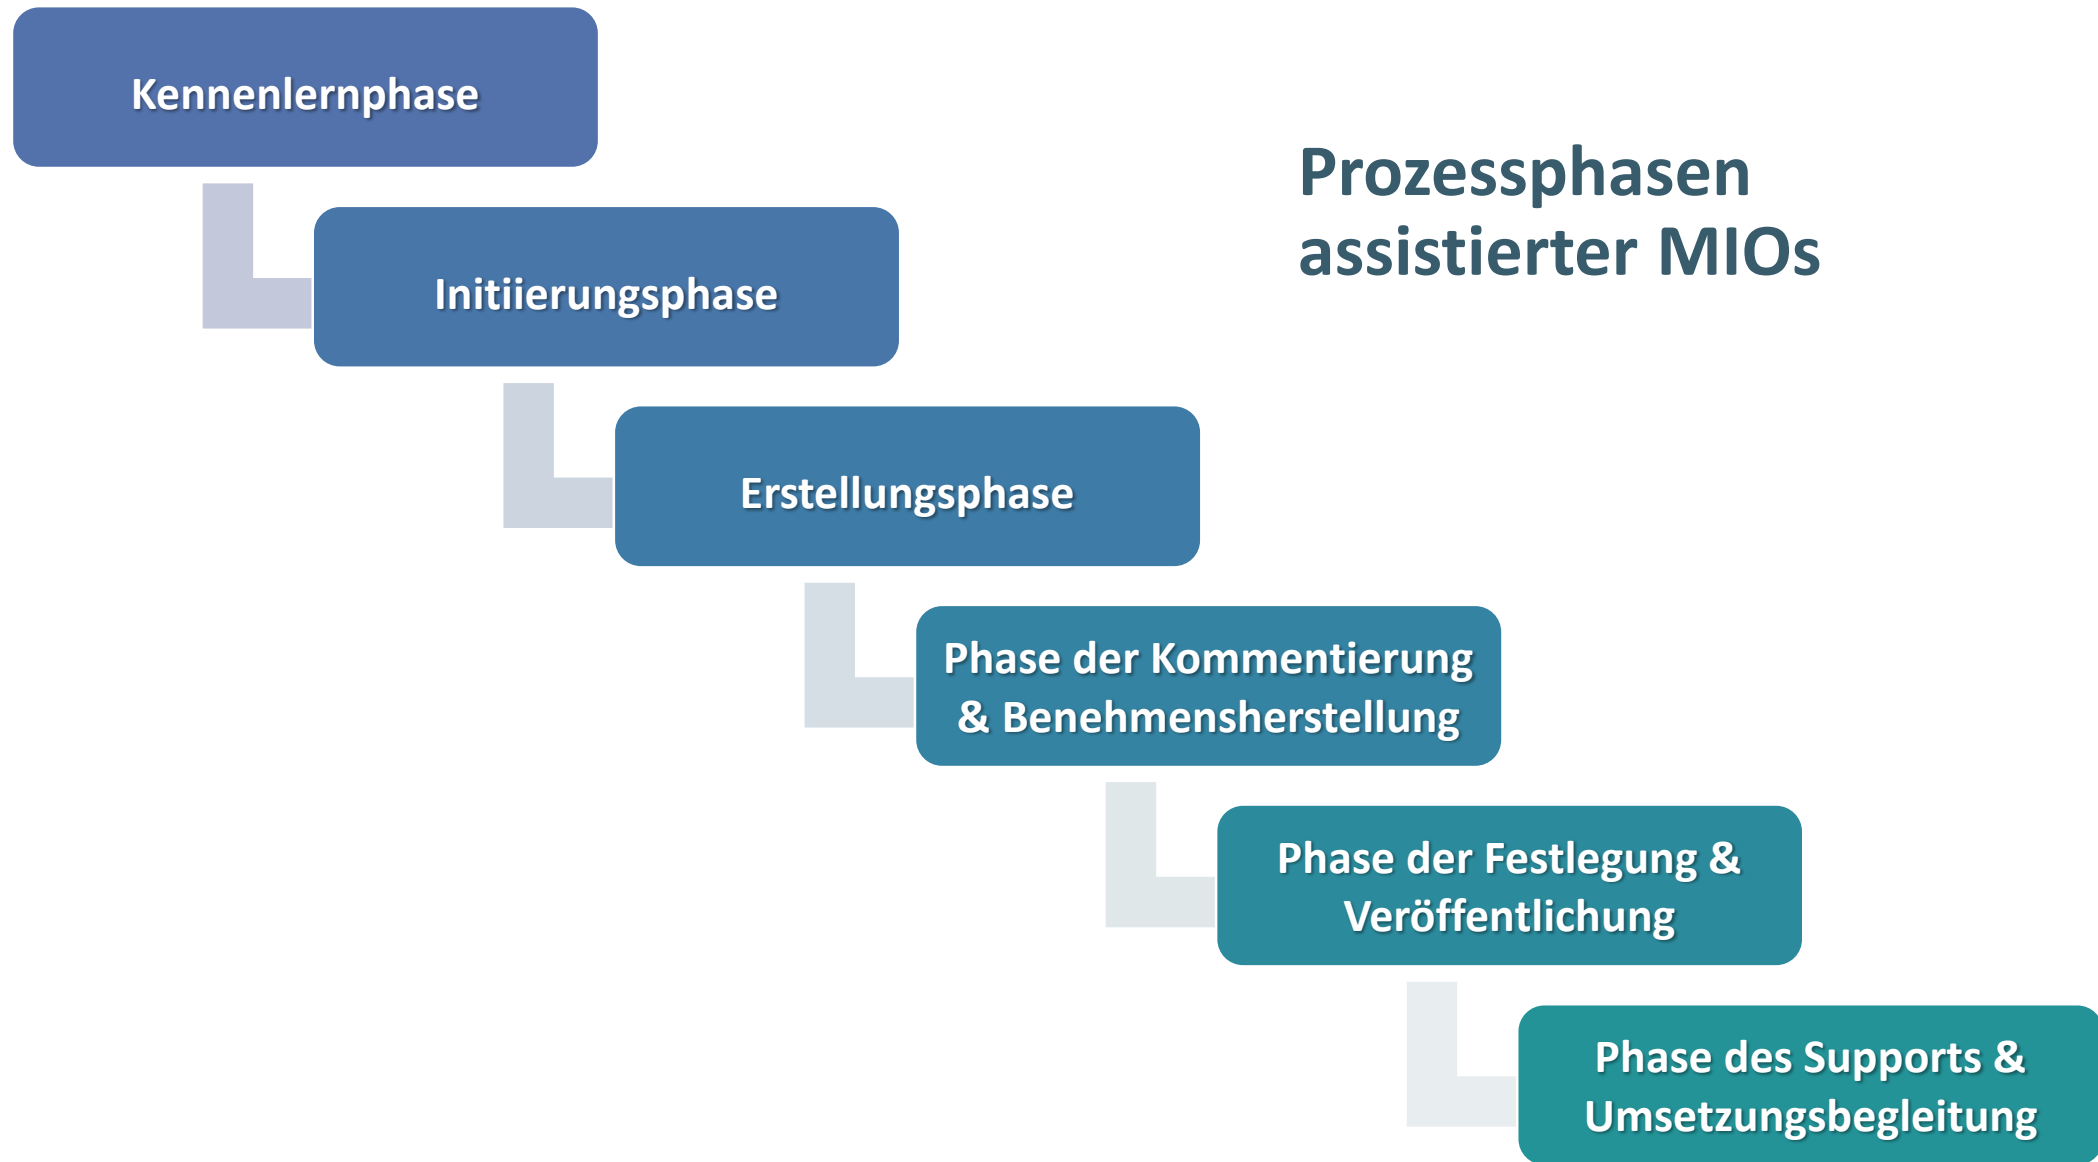 Kennenlernphase
Prozessphasen
assistierter MIOs
Initiierungsphase
Erstellungsphase
Phase der Kommentierung
& Benehmensherstellung
Phase der Festlegung &
Veröffentlichung
Phase des Supports &
Umsetzungsbegleitung